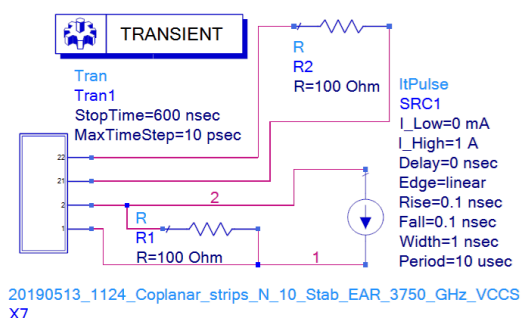 TRANSIENT
Tran
Tran1
StopTime=600 nsec
MaxTimeStep=10 psec
R
R2
R=100 Ohm
ItPulse
SRC1
I_Low=0 mA
I_High=1 A
Delay=0 nsec
Edge=linear
Rise=0.1 nsec
Fall=0.1 nsec
Width=1 nsec
Period=10 usec
22
21
2
1
2
R
R1
R=100 Ohm
1
20190513_1124_Coplanar_strips_N_10_Stab_EAR_3750_GHz_VCCS
X7